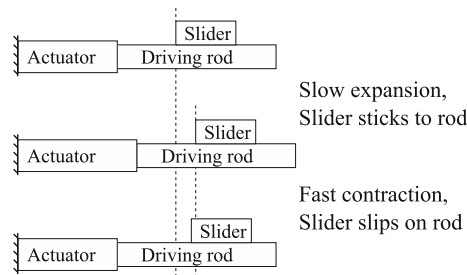 Slider
Actuator Driving rod
Slow expansion,
Slider sticks to rod
Slider
Actuator Driving rod
Fast contraction,
Slider slips on rod
Slider
Actuator Driving rod